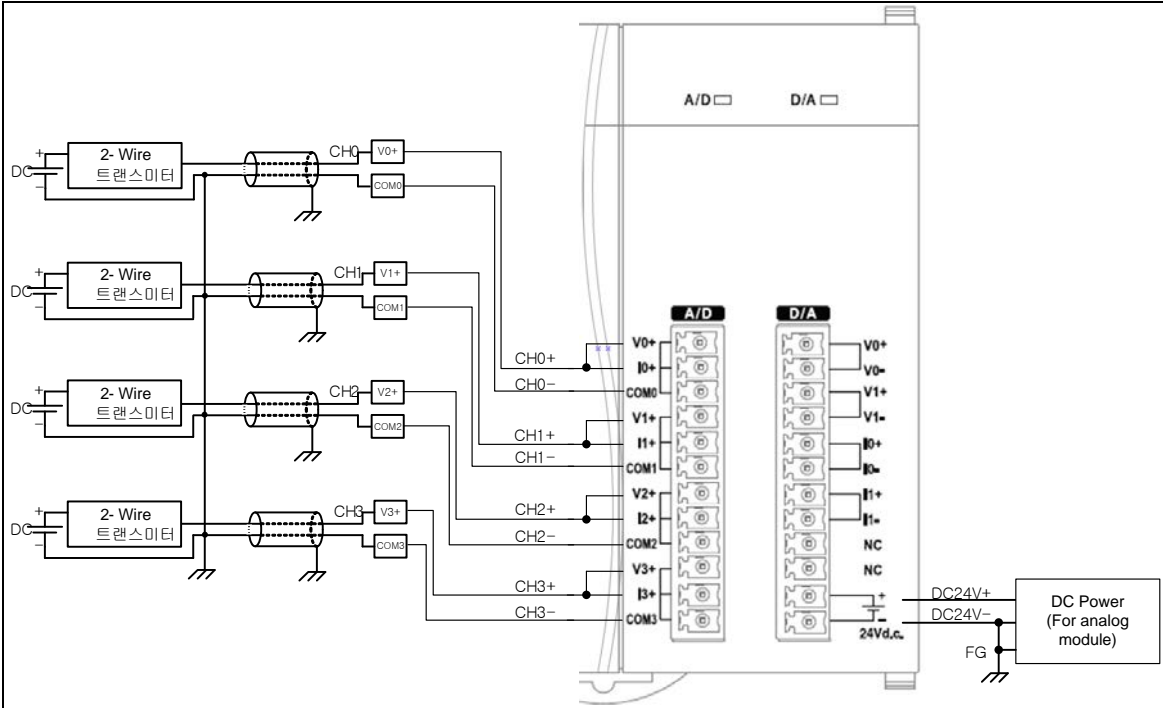 A/D
D/A
+
DC
-
2- Wire
트랜스미터
CH0
V0+
COM0
+
DC
-
2- Wire
트랜스미터
CH1
V1+
COM1
+
DC
-
2- Wire
트랜스미터
CH2
V2+
COM2
+
DC
-
2- Wire
트랜스미터
CH3
V3+
COM3
CH0+
CH0-
CH1+
CH1-
CH2+
CH2-
CH3+
CH3-
A/D
V0+
I0+
COM0
V1+
I1+
COM1
V2+
I2+
COM2
V3+
I3+
COM3
D/A
V0+
V0-
V1+
V1-
I0+
I0-
I1+
I1-
NC
NC
+
-
24Vd.c.
DC24V+
DC24V-
FG
DC Power
(For analog
module)